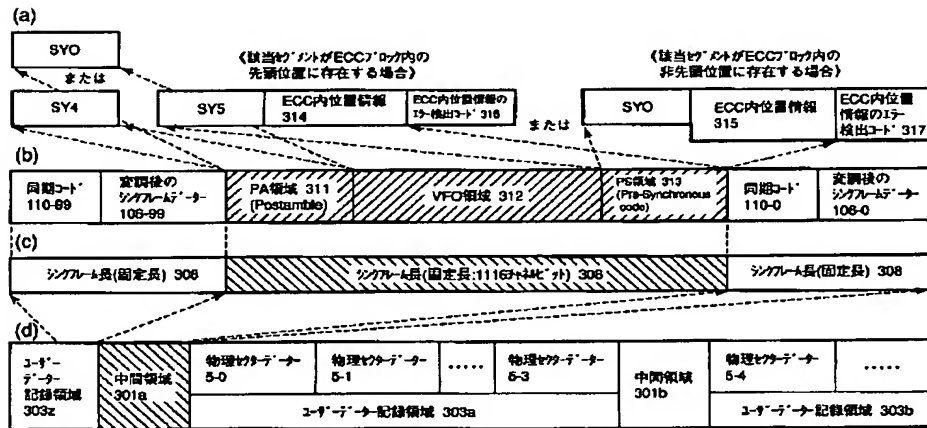 (a)
SYO
または
SY4
《該当ｾｸﾞﾒﾝﾄがECCﾌﾞﾛｯｸ内の
先頭位置に存在する場合》
SY5
ECC内位置情報
314
ECC内位置情報の
ｴﾗｰ検出ｺｰﾄﾞ 316
または
《該当ｾｸﾞﾒﾝﾄがECCﾌﾞﾛｯｸ内の
非先頭位置に存在する場合》
SYO
ECC内位置情報
315
ECC内位置
情報のｴﾗｰ
検出ｺｰﾄﾞ 317
(b)
同期ｺｰﾄﾞ
110-89
変調後の
ｼﾝｸﾌﾚｰﾑﾃﾞｰﾀｰ
106-99
PA領域 311
(Postamble)
VFO領域 312
PS領域 313
(Pre-Synchronous
code)
同期ｺｰﾄﾞ
110-0
変調後の
ｼﾝｸﾌﾚｰﾑﾃﾞｰﾀｰ
106-0
(c)
ｼﾝｸﾌﾚｰﾑ長(固定長) 308
ｼﾝｸﾌﾚｰﾑ長(固定長:1116ﾁｬﾈﾙﾋﾞｯﾄ) 308
ｼﾝｸﾌﾚｰﾑ長(固定長) 308
(d)
ﾕｰｻﾞｰ
ﾃﾞｰﾀｰ
記録領域
303z
中間領域
301a
物理ｾｸﾀｰﾃﾞｰﾀｰ
5-0
物理ｾｸﾀｰﾃﾞｰﾀｰ
5-1
.....
物理ｾｸﾀｰﾃﾞｰﾀｰ
5-3
ﾕｰｻﾞｰﾃﾞｰﾀｰ記録領域 303a
中間領域
301b
物理ｾｸﾀｰﾃﾞｰﾀｰ
5-4
.....
ﾕｰｻﾞｰﾃﾞｰﾀｰ記録領域 303b